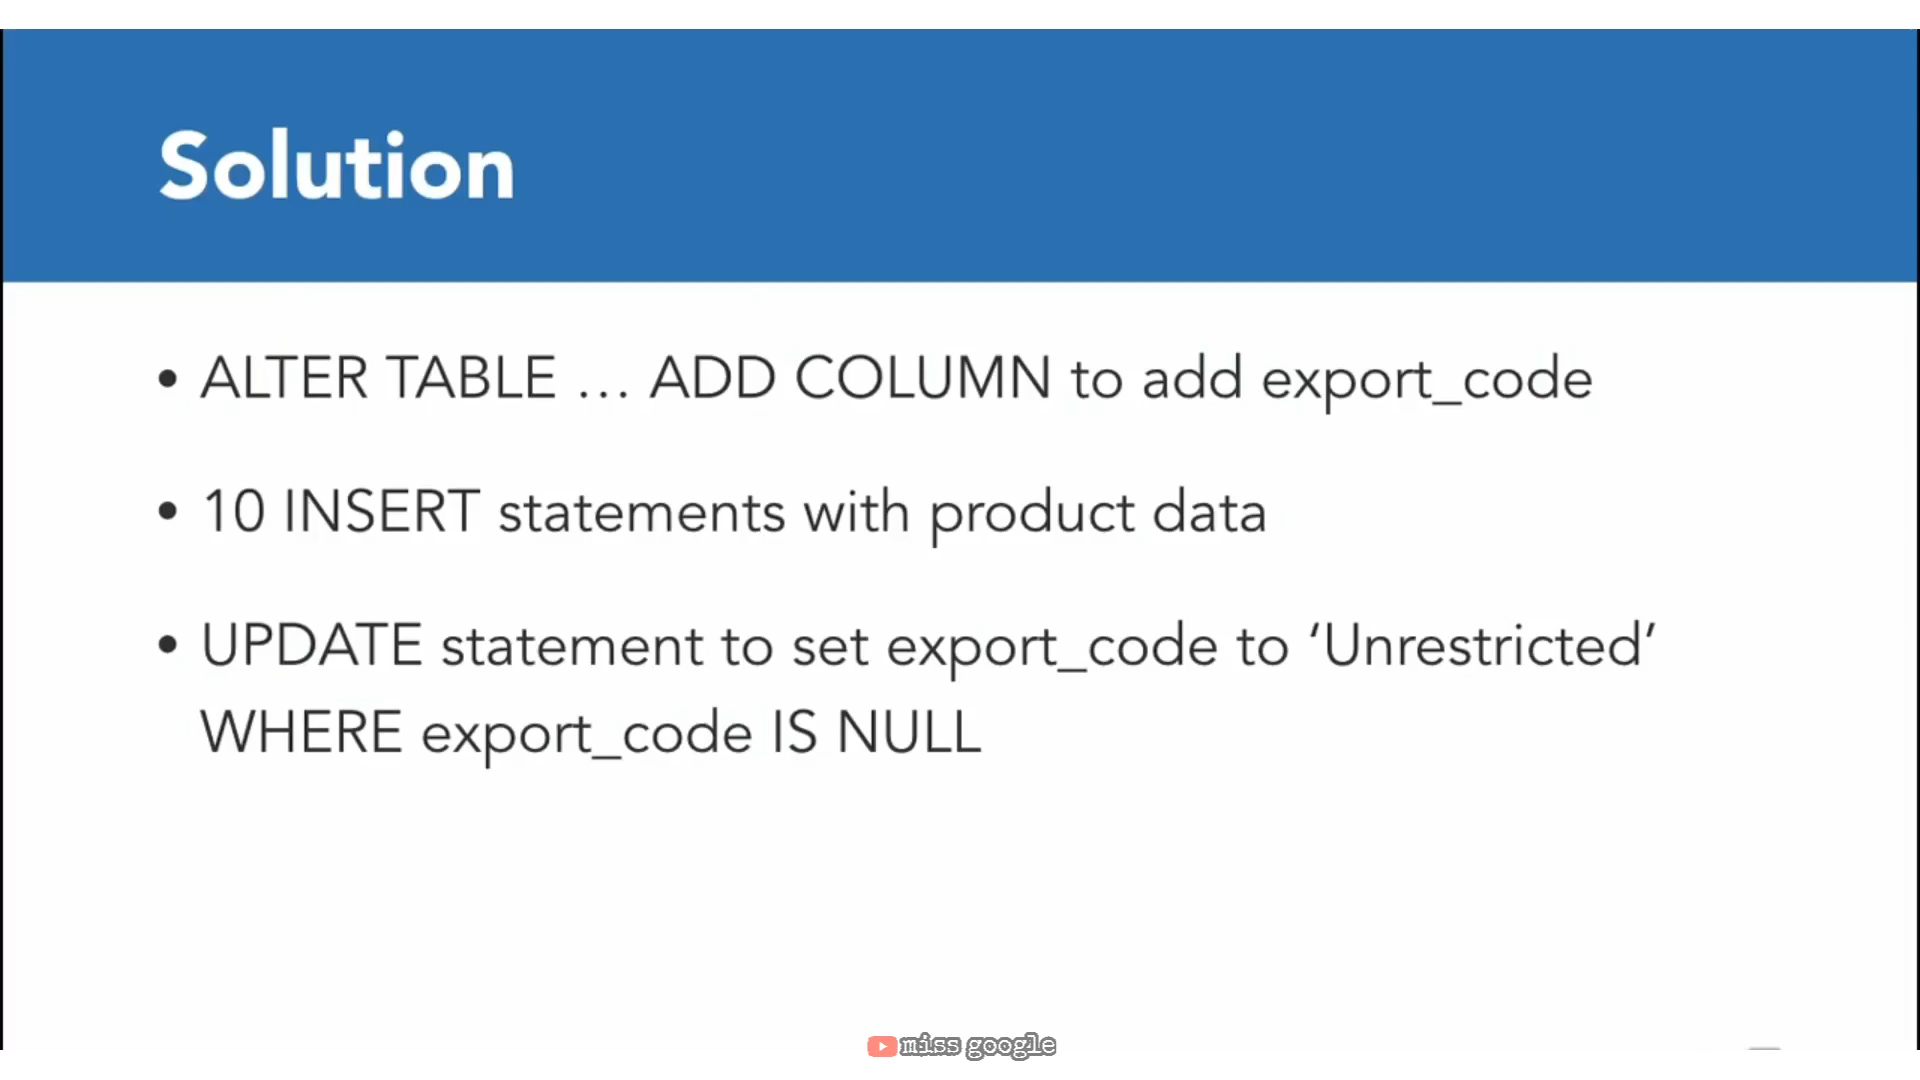 Solution
• ALTER TABLE … ADD COLUMN to add export_code
• 10 INSERT statements with product data
• UPDATE statement to set export_code to ‘Unrestricted’
WHERE export_code IS NULL
miss google